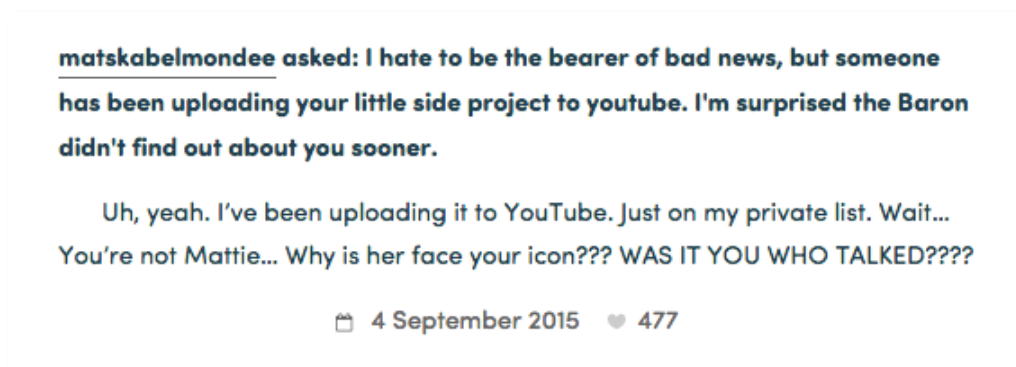 matskabelmondee asked: I hate to be the bearer of bad news, but someone
has been uploading your little side project to youtube. I'm surprised the Baron
didn't find out about you sooner.
Uh, yeah. I've been uploading it to YouTube. Just on my private list. Wait...
You're not Mattie... Why is her face your icon??? WAS IT YOU WHO TALKED????
4 September 2015 477